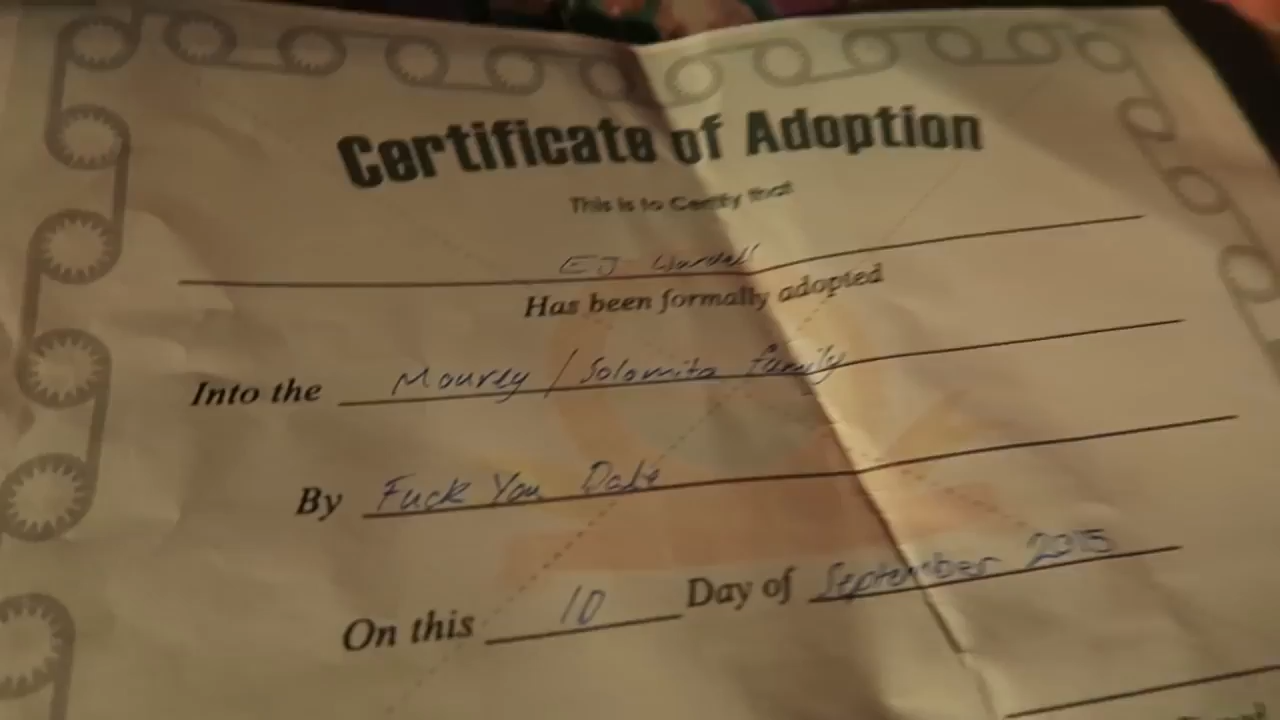 Certificate of Adoption
This is to Certify that
EJ Wardell
Has been formally adopted
Into the Mourey / Solomita family
By Fuck You Date
On this 10 Day of September 2015